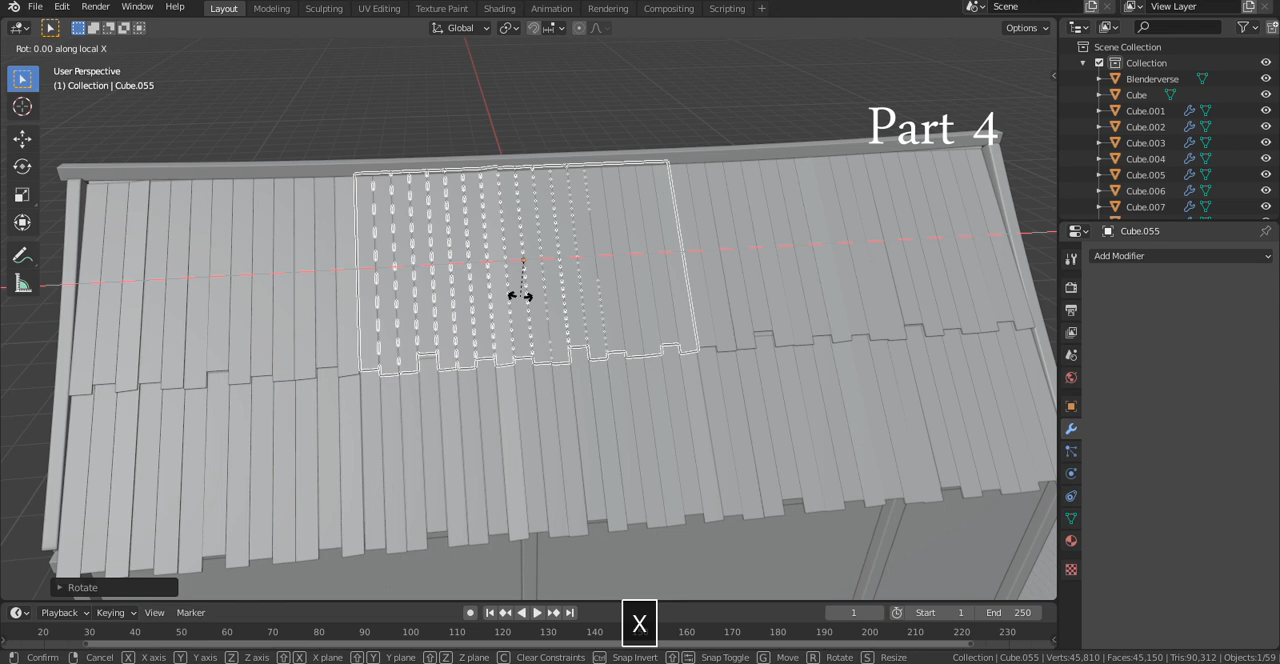 File Edit Render Window Help Layout Modeling Sculpting UV Editing Texture Paint Shading Animation Rendering Compositing Scripting + Scene View Layer
Global Options
Rot: 0.00 along local X
User Perspective
(1) Collection | Cube.055
Part 4
Scene Collection
Collection
Blenderverse
Cube
Cube.001
Cube.002
Cube.003
Cube.004
Cube.005
Cube.006
Cube.007
Cube.055
Add Modifier
Rotate
Playback Keying View Marker 1 Start 1 End 250
X
20 30 40 50 60 70 80 90 100 110 120 130 140 160 170 180 190 200 210 220 230
Confirm Cancel X X axis Y Y axis Z Z axis X X plane Y Y plane Z Z plane C Clear Constraints Ctrl Snap Invert Snap Toggle G Move R Rotate S Resize Collection | Cube.055 | Verts:45,810 | Faces:45,150 | Tris:90,312 | Objects:1/59